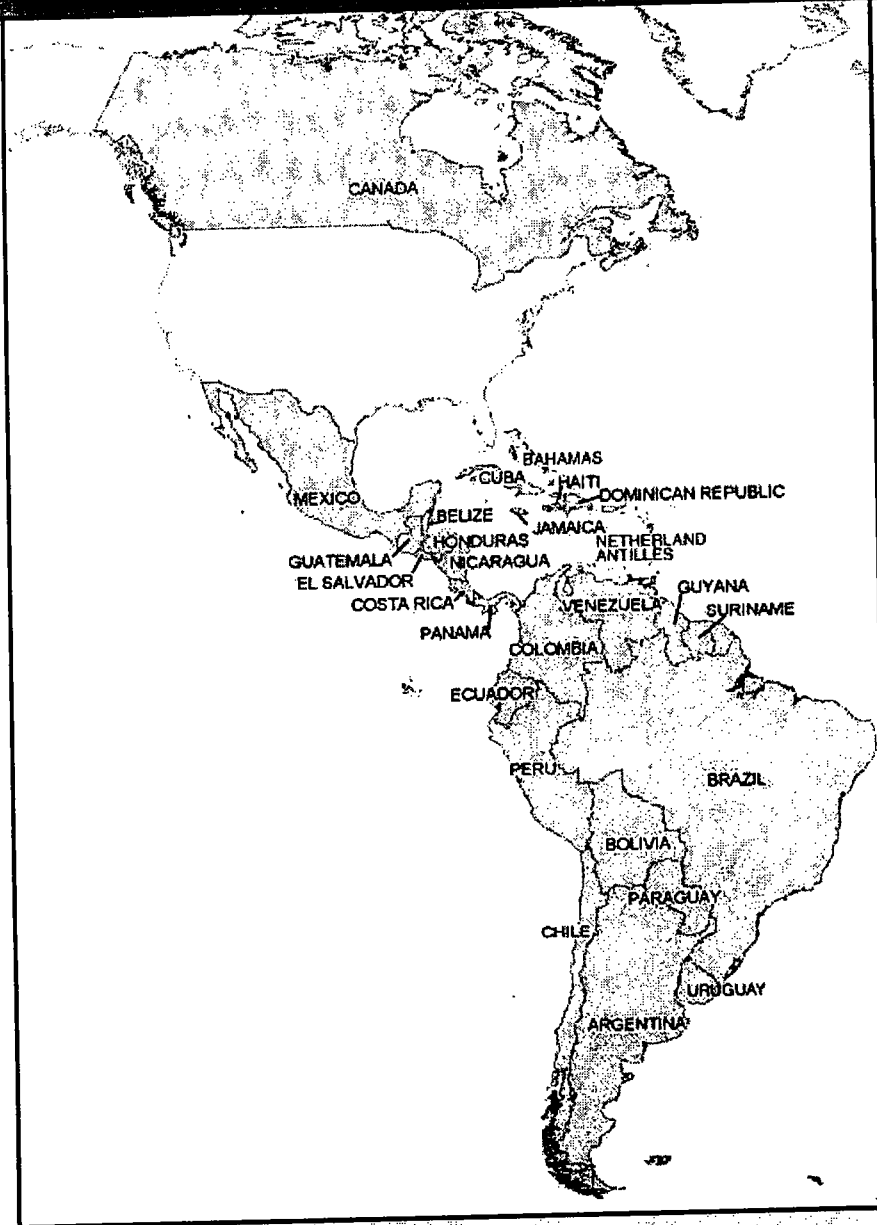 CANADA
BAHAMAS
CUBA
HAITI
DOMINICAN REPUBLIC
MEXICO
BELIZE
JAMAICA
HONDURAS
NETHERLAND
ANTILLES
GUATEMALA
NICARAGUA
EL SALVADOR
GUYANA
COSTA RICA
VENEZUELA
SURINAME
PANAMA
COLOMBIA
ECUADOR
PERU
BRAZIL
BOLIVIA
PARAGUAY
CHILE
URUGUAY
ARGENTINA